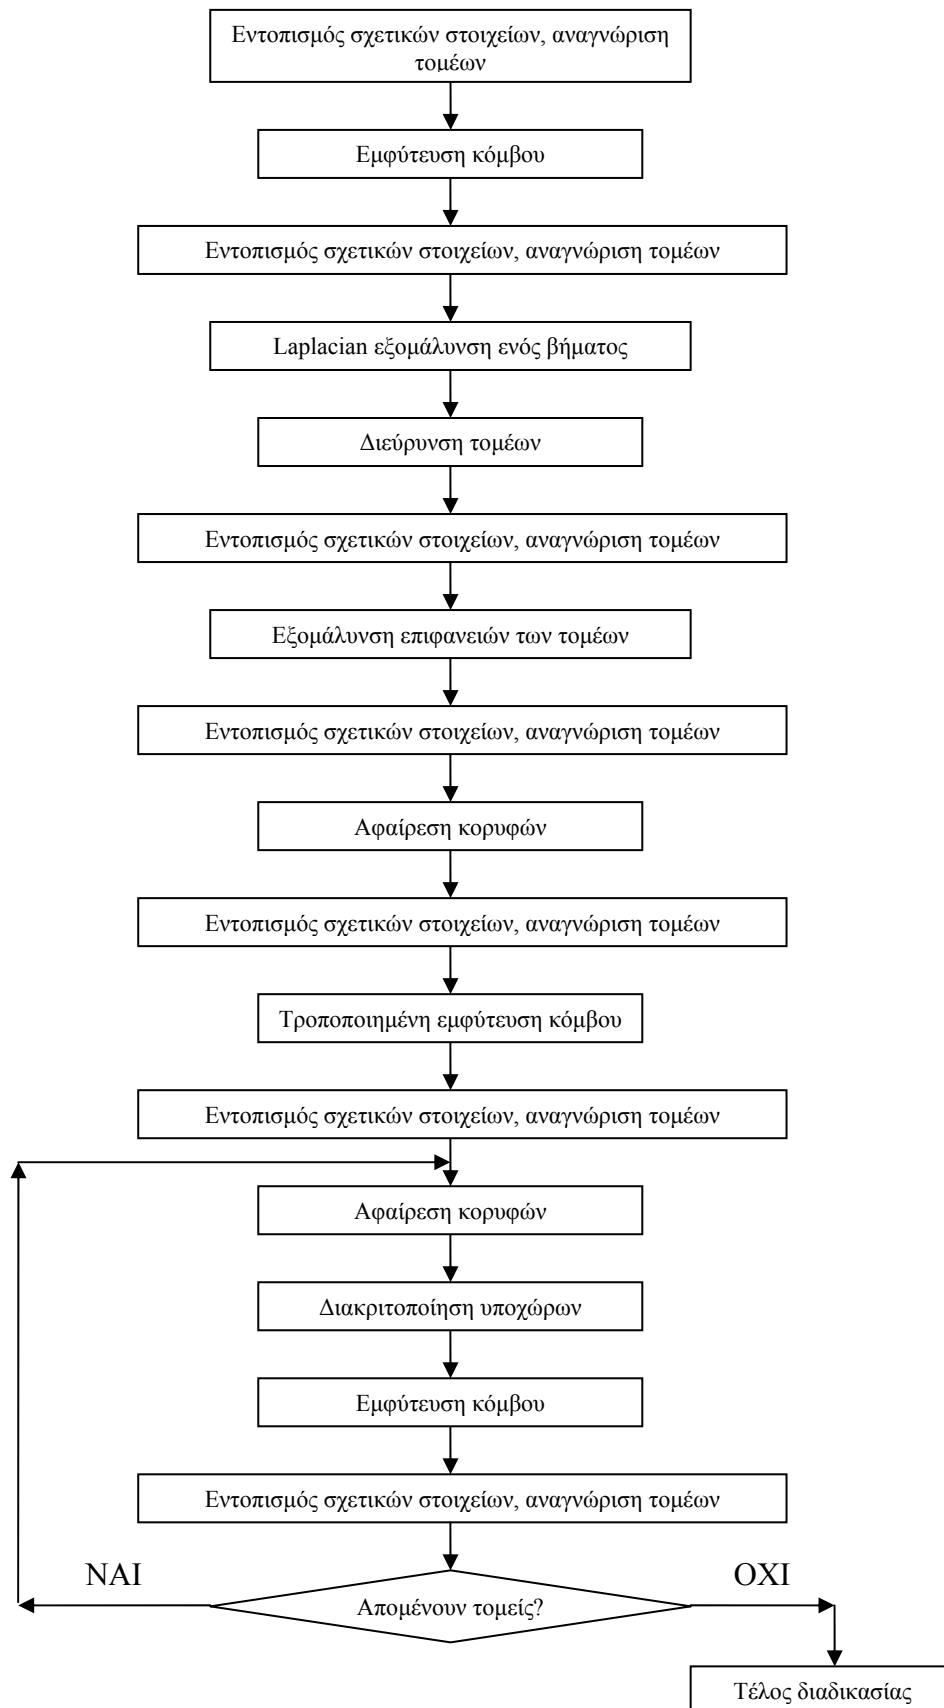 Εντοπισμός σχετικών στοιχείων, αναγνώριση
τομέων
Εμφύτευση κόμβου
Εντοπισμός σχετικών στοιχείων, αναγνώριση τομέων
Laplacian εξομάλυνση ενός βήματος
Διεύρυνση τομέων
Εντοπισμός σχετικών στοιχείων, αναγνώριση τομέων
Εξομάλυνση επιφανειών των τομέων
Εντοπισμός σχετικών στοιχείων, αναγνώριση τομέων
Αφαίρεση κορυφών
Εντοπισμός σχετικών στοιχείων, αναγνώριση τομέων
Τροποποιημένη εμφύτευση κόμβου
Εντοπισμός σχετικών στοιχείων, αναγνώριση τομέων
Αφαίρεση κορυφών
Διακριτοποίηση υποχώρων
Εμφύτευση κόμβου
Εντοπισμός σχετικών στοιχείων, αναγνώριση τομέων
ΝΑΙ
ΟΧΙ
Απομένουν τομείς?
Τέλος διαδικασίας